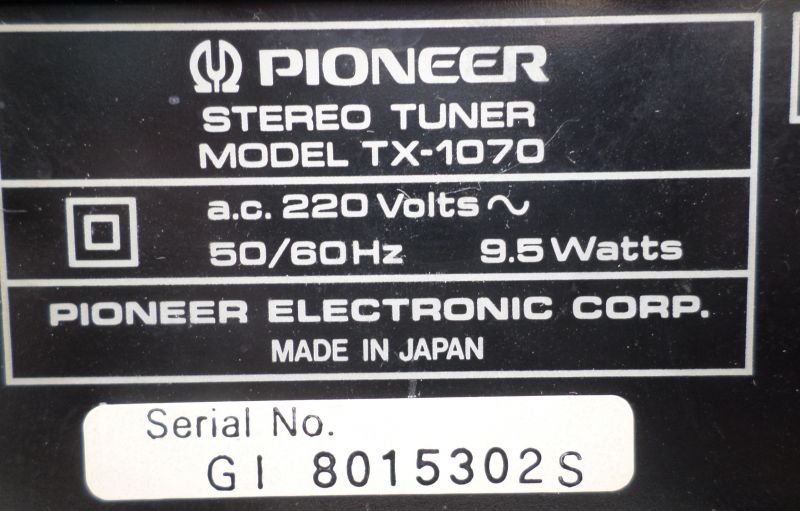 PIONEER
STEREO TUNER
MODEL TX-1070
a.c. 220 Volts ~
50/60Hz 9.5 Watts
PIONEER ELECTRONIC CORP.
MADE IN JAPAN
Serial No.
GI 8015302S